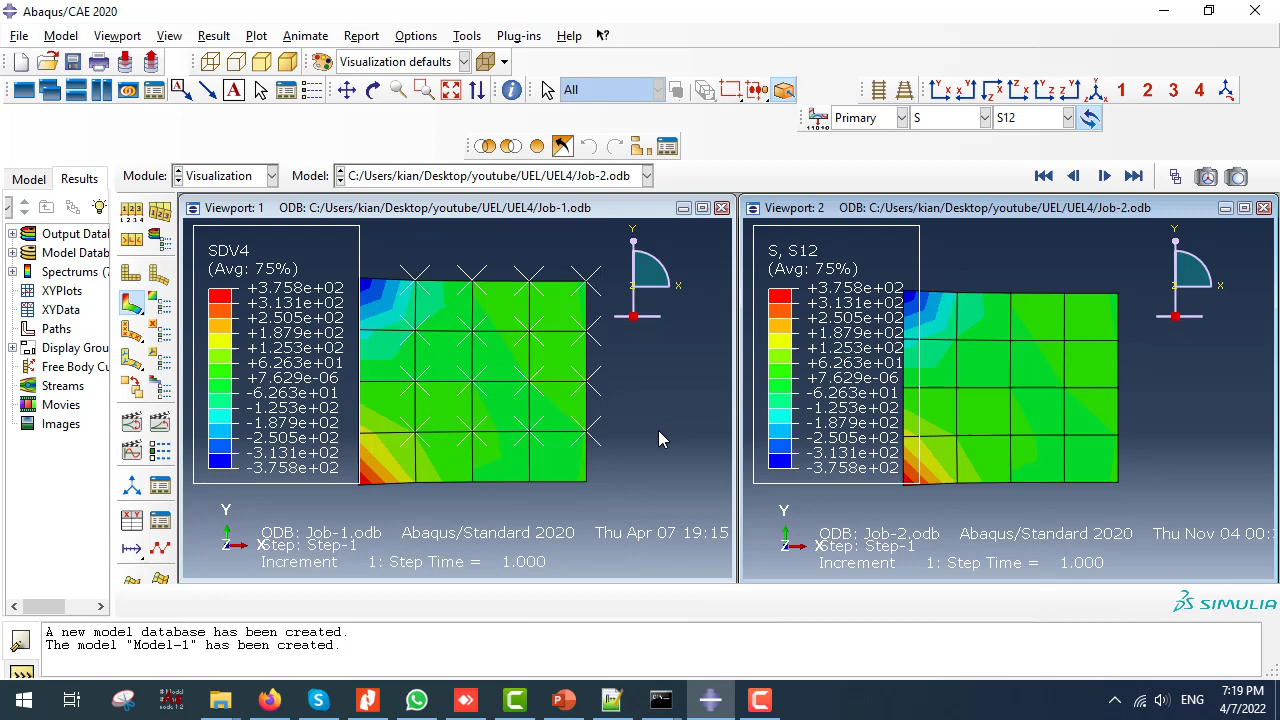 Abaqus/CAE 2020
File Model Viewport View Result Plot Animate Report Options Tools Plug-ins Help
Visualization defaults
All
1 2 3 4
Primary S S12
Model Results Module: Visualization Model: C:/Users/kian/Desktop/youtube/UEL/UEL4/Job-2.odb
Output Data
Model Datab
Spectrums (7
XYPlots
XYData
Paths
Display Grou
Free Body Cu
Streams
Movies
Images
Viewport: 1 ODB: C:/Users/kian/Desktop/youtube/UEL/UEL4/Job-1.odb
SDV4
(Avg: 75%)
+3.758e+02
+3.131e+02
+2.505e+02
+1.879e+02
+1.253e+02
+6.263e+01
+7.629e-06
-6.263e+01
-1.253e+02
-1.879e+02
-2.505e+02
-3.131e+02
-3.758e+02
Y
X
Z
Y
Z X
ODB: Job-1.odb Abaqus/Standard 2020 Thu Apr 07 19:15
Step: Step-1
Increment 1: Step Time = 1.000
Viewport: 2 ODB: C:/Users/kian/Desktop/youtube/UEL/UEL4/Job-2.odb
S, S12
(Avg: 75%)
+3.758e+02
+3.131e+02
+2.505e+02
+1.879e+02
+1.253e+02
+6.263e+01
+7.629e-06
-6.263e+01
-1.253e+02
-1.879e+02
-2.505e+02
-3.131e+02
-3.758e+02
Y
X
Z
Y
Z X
ODB: Job-2.odb Abaqus/Standard 2020 Thu Nov 04 00:
Step: Step-1
Increment 1: Step Time = 1.000
SIMULIA
A new model database has been created.
The model "Model-1" has been created.
>>>
ENG
7:19 PM
4/7/2022